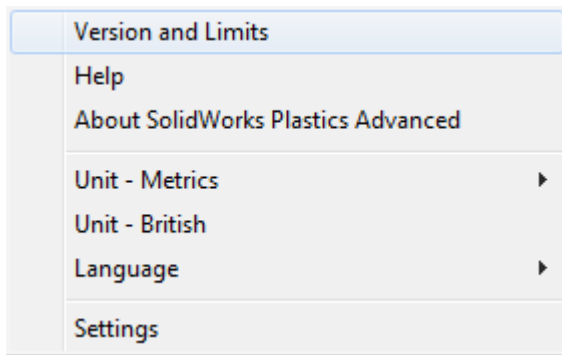 Version and Limits
Help
About SolidWorks Plastics Advanced
Unit - Metrics
Unit - British
Language
Settings